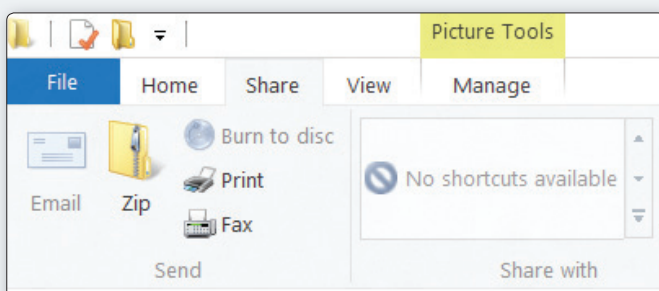 Picture Tools
File Home Share View Manage
Burn to disc
Print
Fax
Email Zip
No shortcuts available
Send Share with